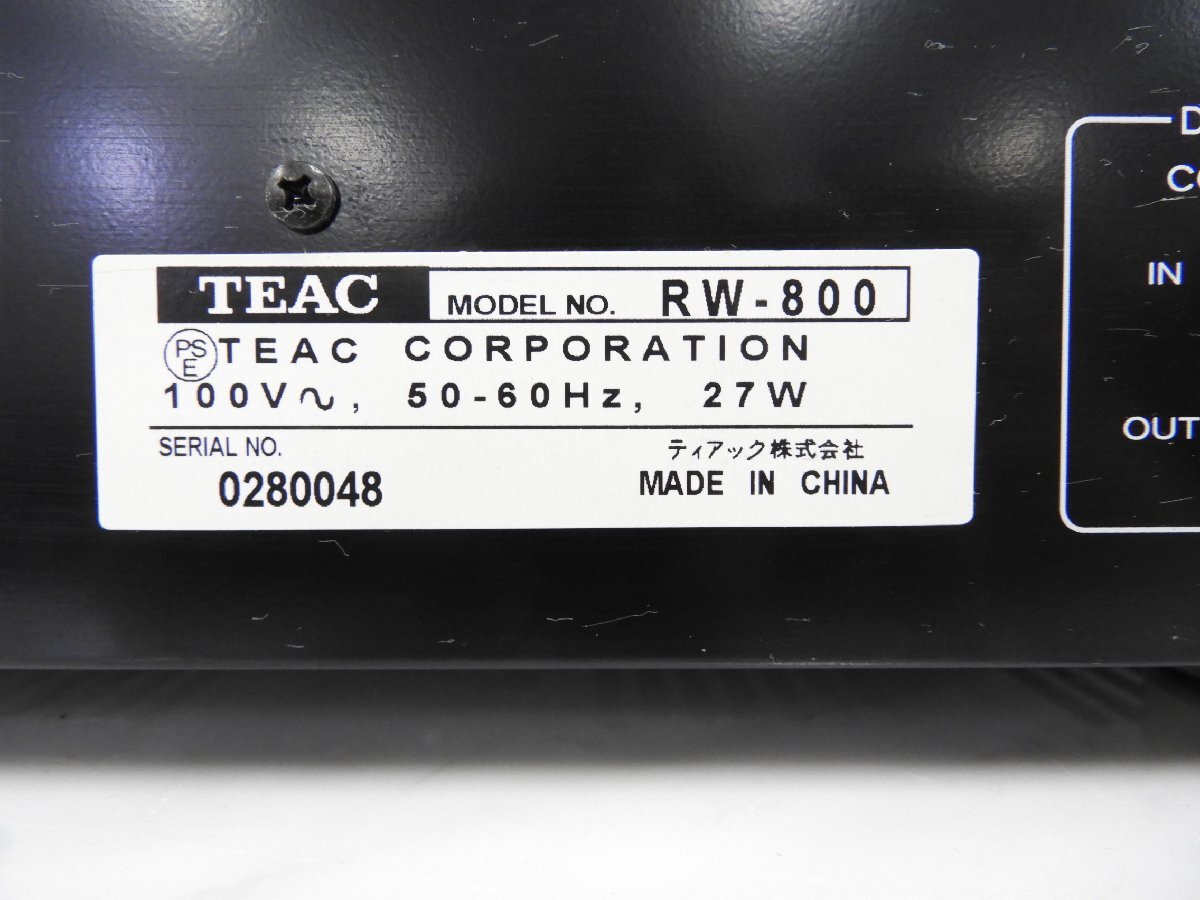 TEAC MODEL NO. RW-800
PSE TEAC CORPORATION
100V~, 50-60Hz, 27W
SERIAL NO.
0280048
ティアック株式会社
MADE IN CHINA
IN
OUT